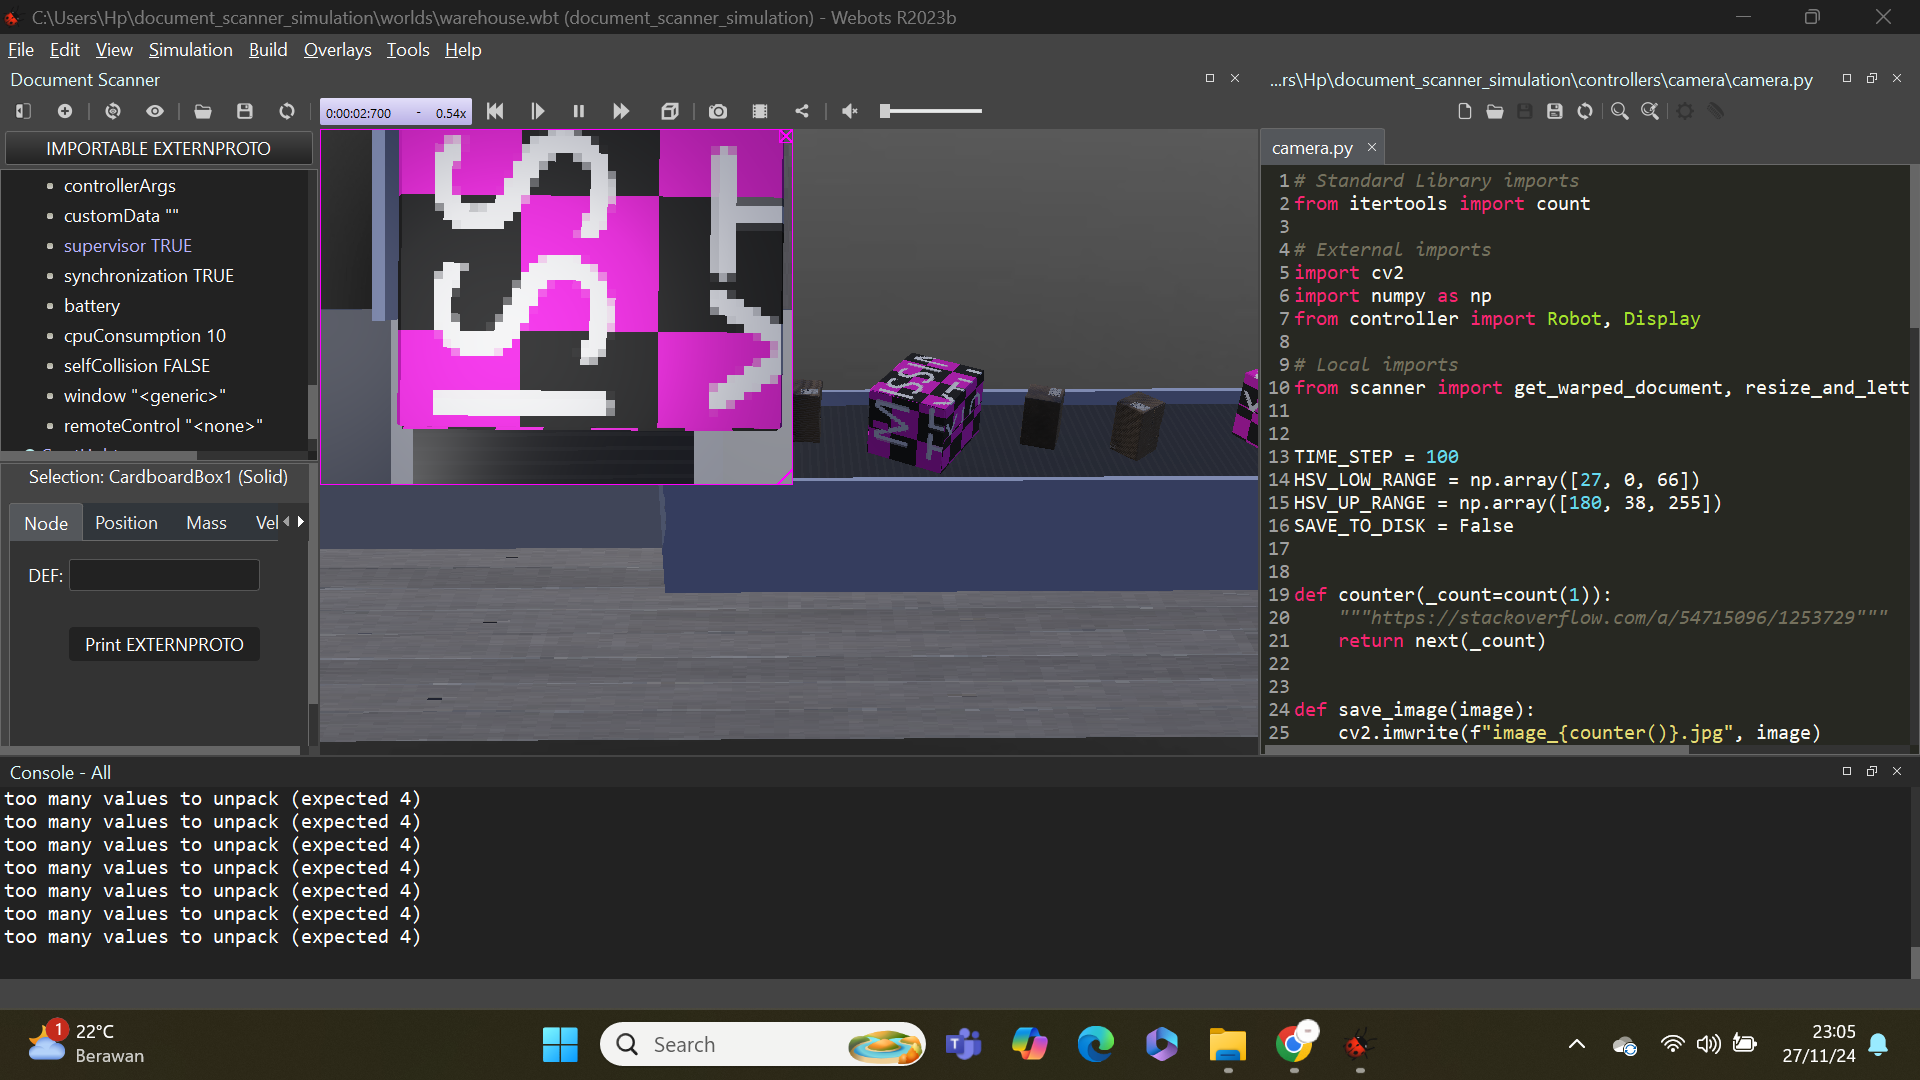 C:\Users\Hp\document_scanner_simulation\worlds\warehouse.wbt (document_scanner_simulation) - Webots R2023b
File Edit View Simulation Build Overlays Tools Help
Document Scanner
...rs\Hp\document_scanner_simulation\controllers\camera\camera.py
0:00:02:700 - 0.54x
IMPORTABLE EXTERNPROTO
controllerArgs
customData ""
supervisor TRUE
synchronization TRUE
battery
cpuConsumption 10
selfCollision FALSE
window "<generic>"
remoteControl "<none>"
Selection: CardboardBox1 (Solid)
Node Position Mass Vel
DEF:
Print EXTERNPROTO
camera.py
1 # Standard Library imports
2 from itertools import count
3
4 # External imports
5 import cv2
6 import numpy as np
7 from controller import Robot, Display
8
9 # Local imports
10 from scanner import get_warped_document, resize_and_lett
11
12
13 TIME_STEP = 100
14 HSV_LOW_RANGE = np.array([27, 0, 66])
15 HSV_UP_RANGE = np.array([180, 38, 255])
16 SAVE_TO_DISK = False
17
18
19 def counter(_count=count(1)):
20 """https://stackoverflow.com/a/54715096/1253729"""
21 return next(_count)
22
23
24 def save_image(image):
25 cv2.imwrite(f"image_{counter()}.jpg", image)
Console - All
too many values to unpack (expected 4)
too many values to unpack (expected 4)
too many values to unpack (expected 4)
too many values to unpack (expected 4)
too many values to unpack (expected 4)
too many values to unpack (expected 4)
too many values to unpack (expected 4)
1
22°C
Berawan
Search
23:05
27/11/24